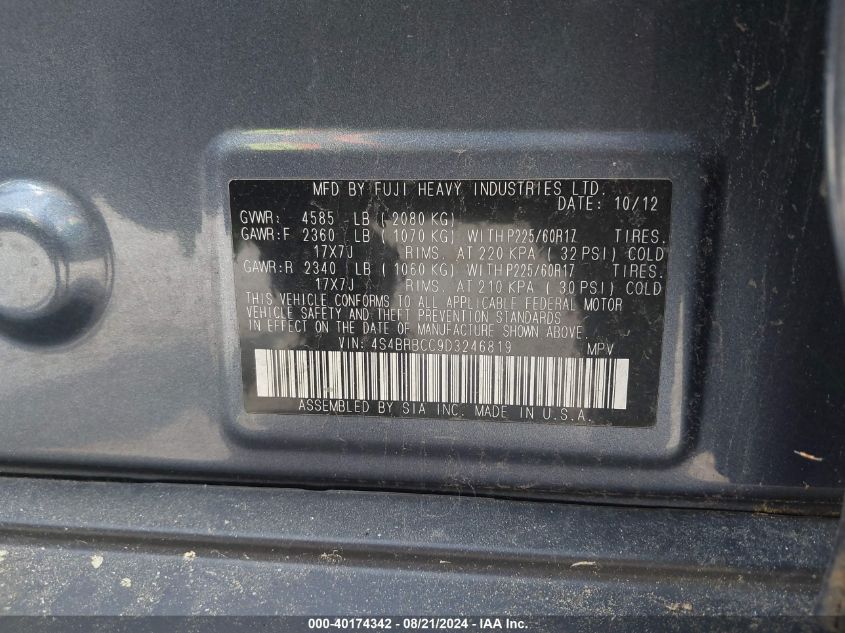 MFD BY FUJI HEAVY INDUSTRIES LTD.
DATE: 10/12
GVWR: 4585 LB ( 2080 KG)
GAWR:F 2360 LB ( 1070 KG) WITH P225/60R17 TIRES.
17X7J RIMS. AT 220 KPA ( 32 PSI) COLD
GAWR:R 2340 LB ( 1060 KG) WITH P225/60R17 TIRES.
17X7J RIMS. AT 210 KPA ( 30 PSI) COLD
THIS VEHICLE CONFORMS TO ALL APPLICABLE FEDERAL MOTOR
VEHICLE SAFETY AND THEFT PREVENTION STANDARDS
IN EFFECT ON THE DATE OF MANUFACTURE SHOWN ABOVE.
VIN: 4S4BRBCC9D3246819 MPV
ASSEMBLED BY SIA INC. MADE IN U.S.A.
000-40174342 - 08/21/2024 - IAA Inc.